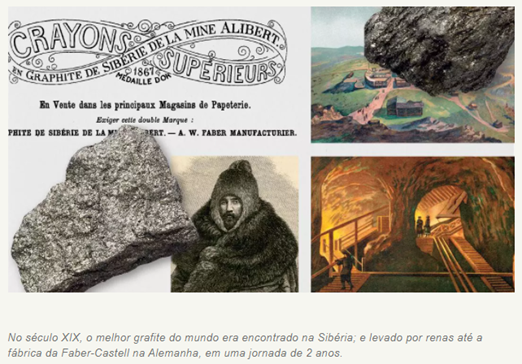 CRAYONS
EN GRAPHITE DE SIBÉRIE DE LA MINE ALIBERT
1867
MÉDAILLE D'OR
SUPÉRIEURS
En Vente dans les principaux Magasins de Papeterie.
Exiger cette double Marque :
PHITE DE SIBÉRIE DE LA M BERT. — A. W. FABER MANUFACTURIER.
No século XIX, o melhor grafite do mundo era encontrado na Sibéria; e levado por renas até a
fábrica da Faber-Castell na Alemanha, em uma jornada de 2 anos.